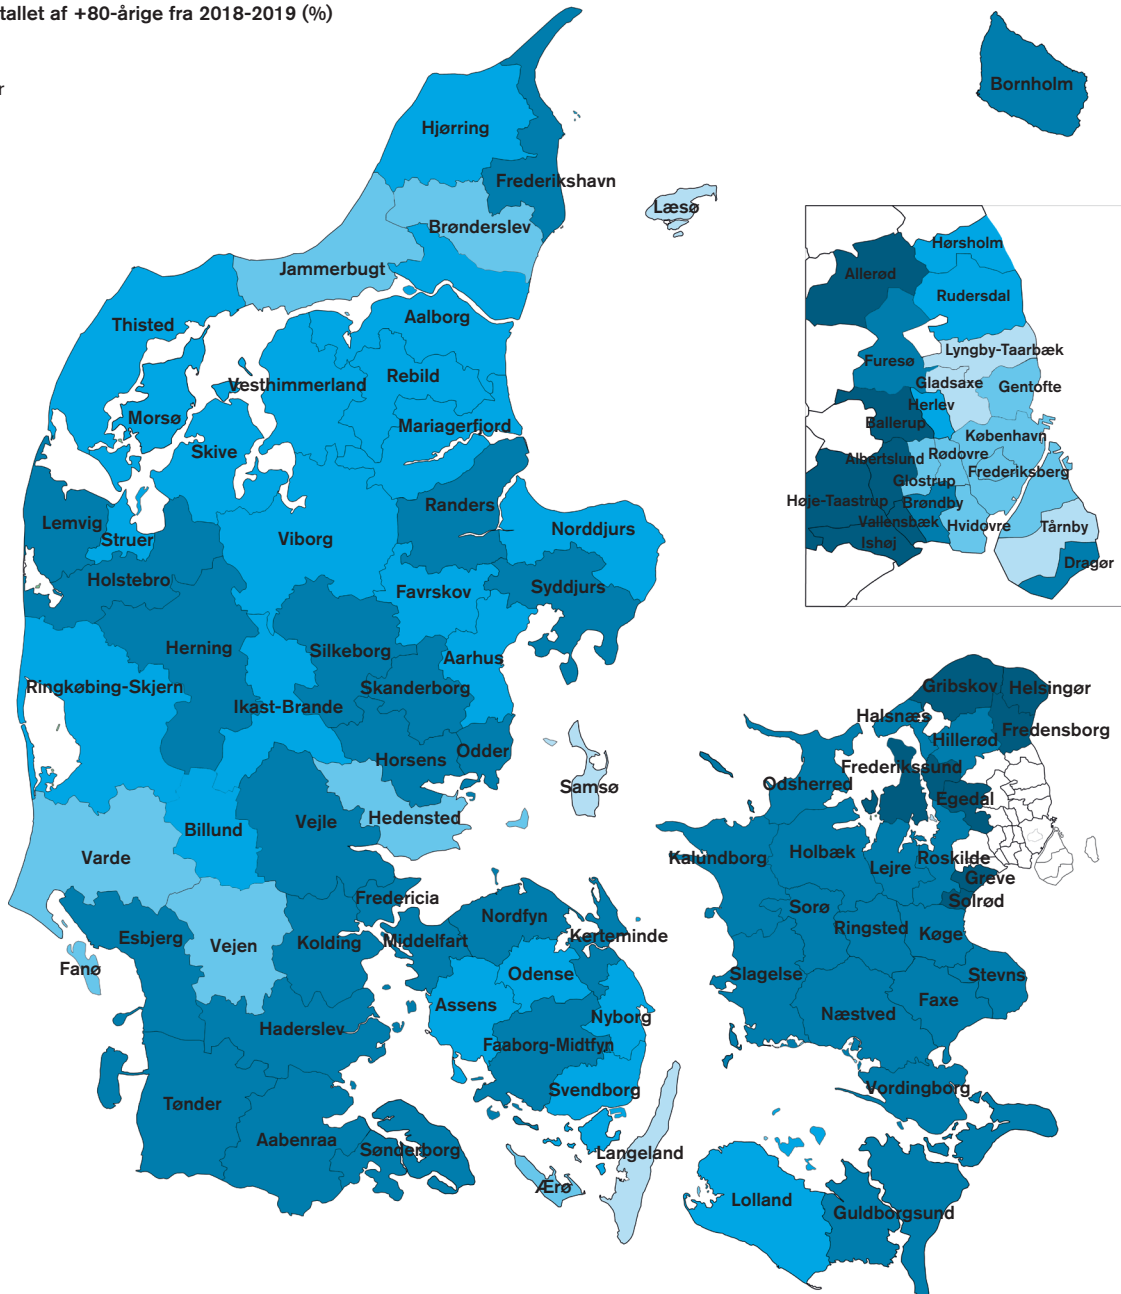 tallet af +80-årige fra 2018-2019 (%)
r
Bornholm
Hjørring
Frederikshavn
Læsø
Brønderslev
Jammerbugt
Thisted
Aalborg
Vesthimmerland
Rebild
Morsø
Mariagerfjord
Skive
Randers
Lemvig
Struer
Viborg
Norddjurs
Holstebro
Favrskov
Syddjurs
Herning
Silkeborg
Aarhus
Ringkøbing-Skjern
Skanderborg
Ikast-Brande
Horsens
Odder
Samsø
Hedensted
Vejle
Billund
Varde
Fredericia
Esbjerg
Vejen
Kolding
Middelfart
Nordfyn
Kerteminde
Fanø
Odense
Assens
Nyborg
Haderslev
Faaborg-Midtfyn
Svendborg
Tønder
Aabenraa
Sønderborg
Langeland
Ærø
Hørsholm
Allerød
Rudersdal
Lyngby-Taarbæk
Furesø
Gladsaxe
Gentofte
Herlev
Ballerup
København
Rødovre
Albertslund
Frederiksberg
Glostrup
Høje-Taastrup
Brøndby
Vallensbæk
Hvidovre
Tårnby
Ishøj
Dragør
Gribskov
Helsingør
Halsnæs
Fredensborg
Hillerød
Frederikssund
Odsherred
Egedal
Kalundborg
Holbæk
Lejre
Roskilde
Greve
Solrød
Sorø
Ringsted
Køge
Slagelse
Stevns
Faxe
Næstved
Vordingborg
Lolland
Guldborgsund